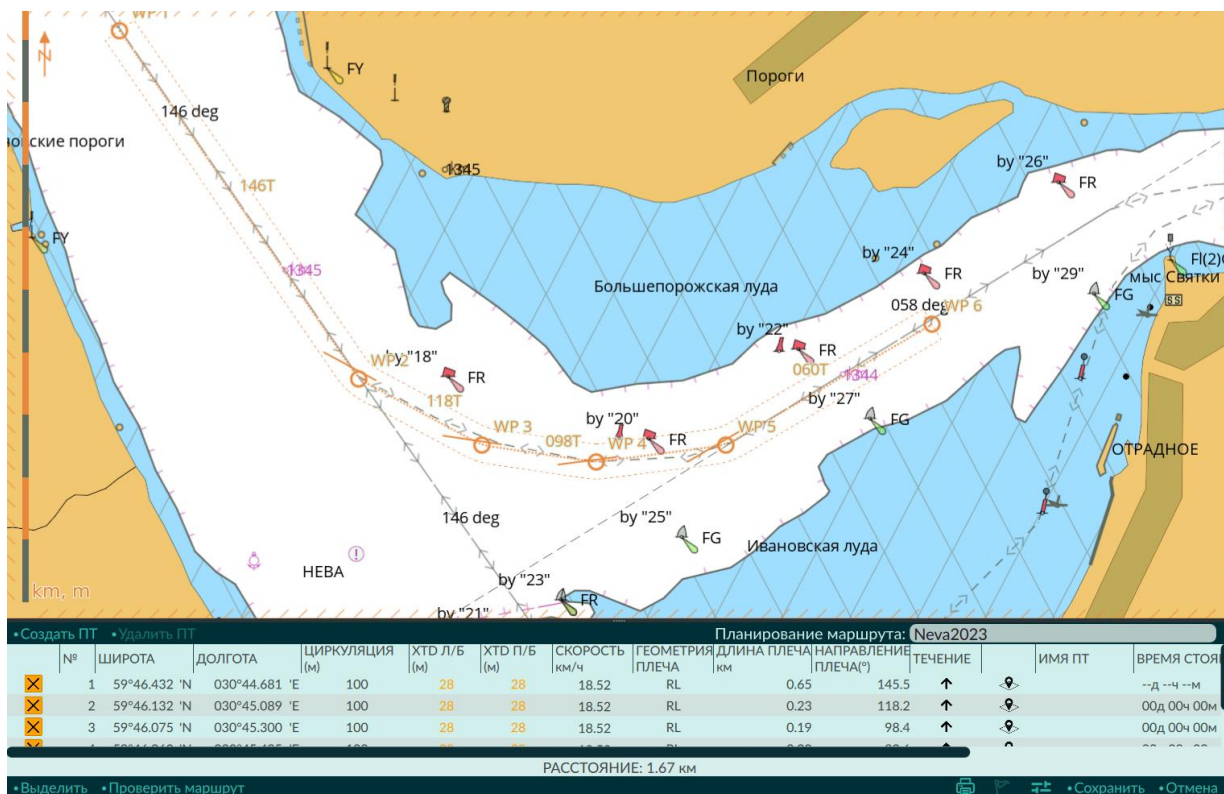 WP 1
N
FY
Пороги
146 deg
by "26"
FR
1345
146T
FY
by "24"
Fl(2)
1345
FR
by "29"
мыс Святки
Большепорожская луда
FG
SS
058 deg
WP 6
by "22"
FR
by "18"
WP 2
060T
1344
FR
118T
by "27"
by "20"
WP 3
098T
WP 4
WP 5
FR
FG
ОТРАДНОЕ
146 deg
by "25"
FG
Ивановская луда
НЕВА
by "23"
km, m
FR
by "21"
•Создать ПТ •Удалить ПТ Планирование маршрута: Neva2023
№ ШИРОТА ДОЛГОТА ЦИРКУЛЯЦИЯ (м) XTD Л/Б (м) XTD П/Б (м) СКОРОСТЬ км/ч ГЕОМЕТРИЯ ПЛЕЧА ДЛИНА ПЛЕЧА км НАПРАВЛЕНИЕ ПЛЕЧА(°) ТЕЧЕНИЕ ИМЯ ПТ ВРЕМЯ
1 59°46.432 'N 030°44.681 'E 100 28 28 18.52 RL 0.65 145.5 --д --ч --м
2 59°46.132 'N 030°45.089 'E 100 28 28 18.52 RL 0.23 118.2 00д 00ч 00м
3 59°46.075 'N 030°45.300 'E 100 28 28 18.52 RL 0.19 98.4 00д 00ч 00м
РАССТОЯНИЕ: 1.67 км
•Выделить •Проверить маршрут •Сохранить •Отмена